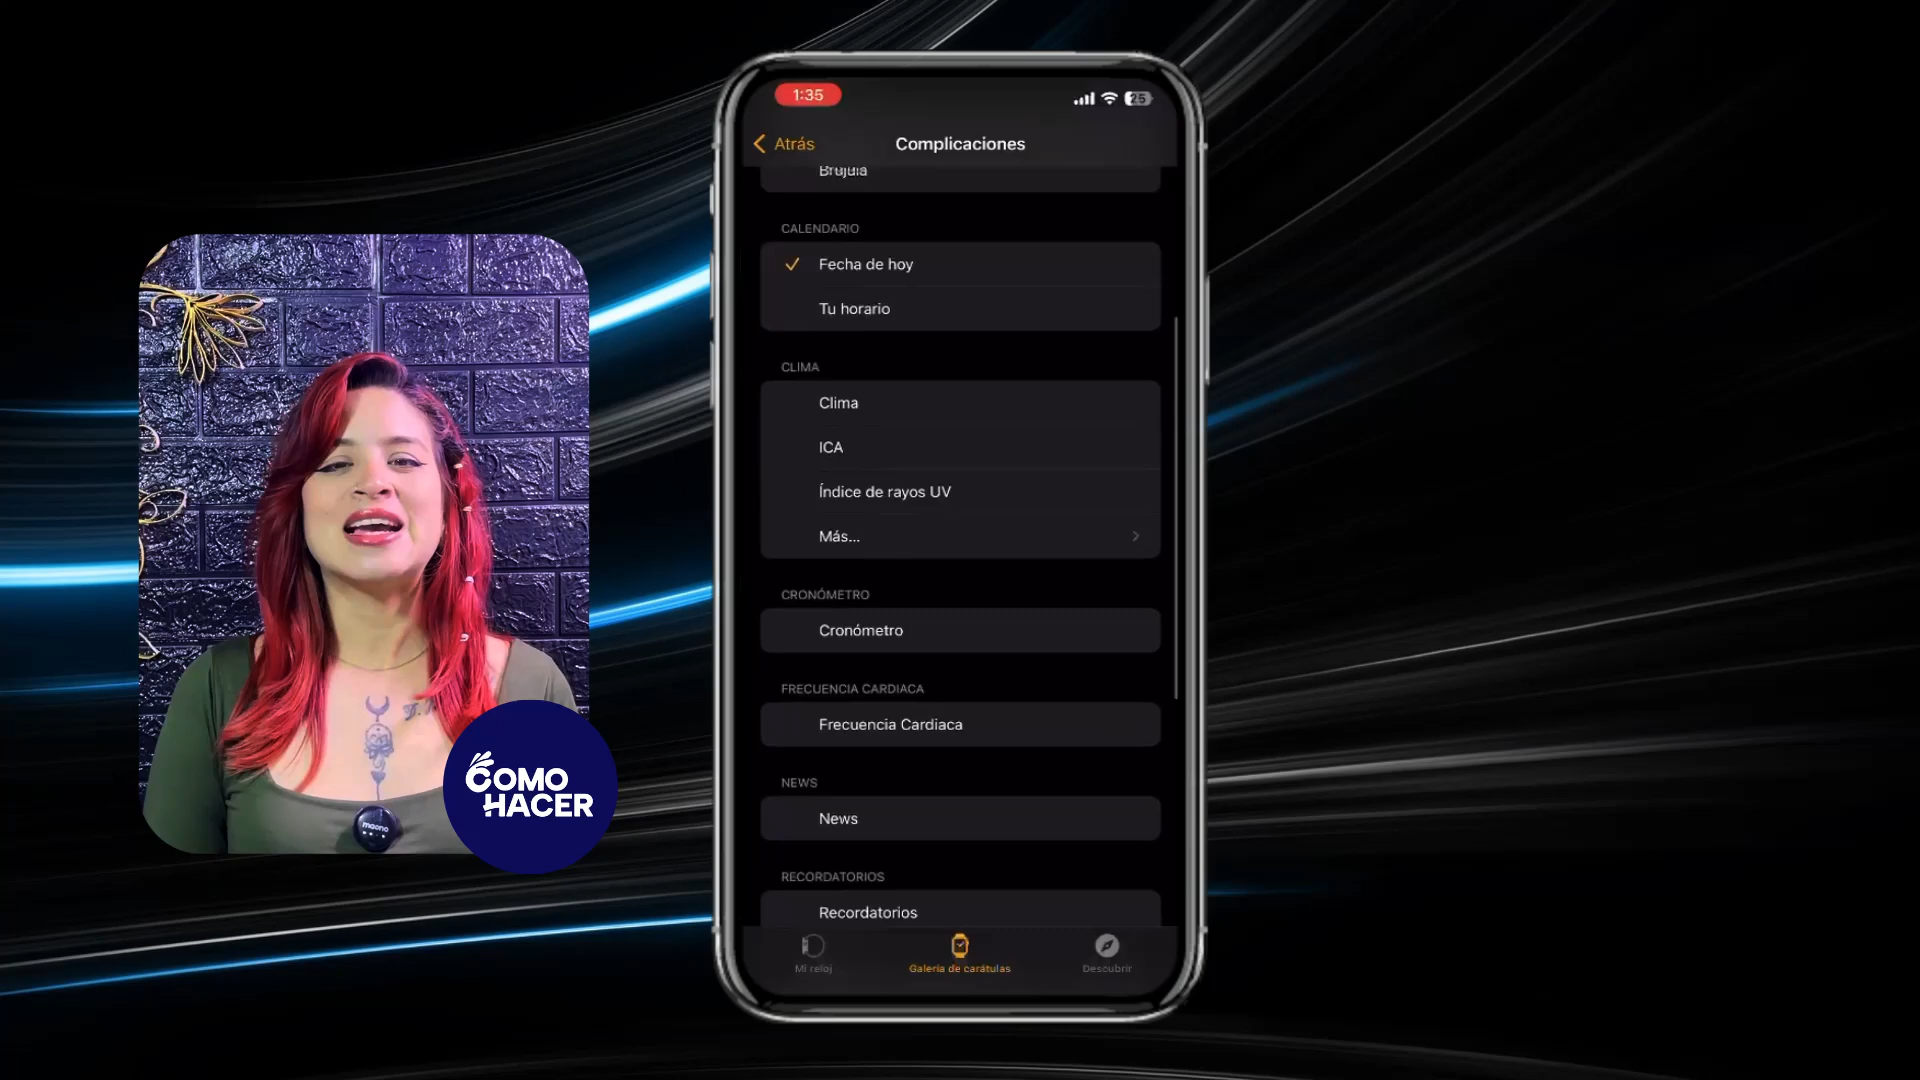 1:35
25
Atrás
Complicaciones
Brújula
CALENDARIO
Fecha de hoy
Tu horario
CLIMA
Clima
ICA
Índice de rayos UV
Más...
CRONÓMETRO
Cronómetro
FRECUENCIA CARDIACA
Frecuencia Cardiaca
NEWS
News
RECORDATORIOS
Recordatorios
Mi reloj
Galería de carátulas
Descubrir
COMO
HACER
maono